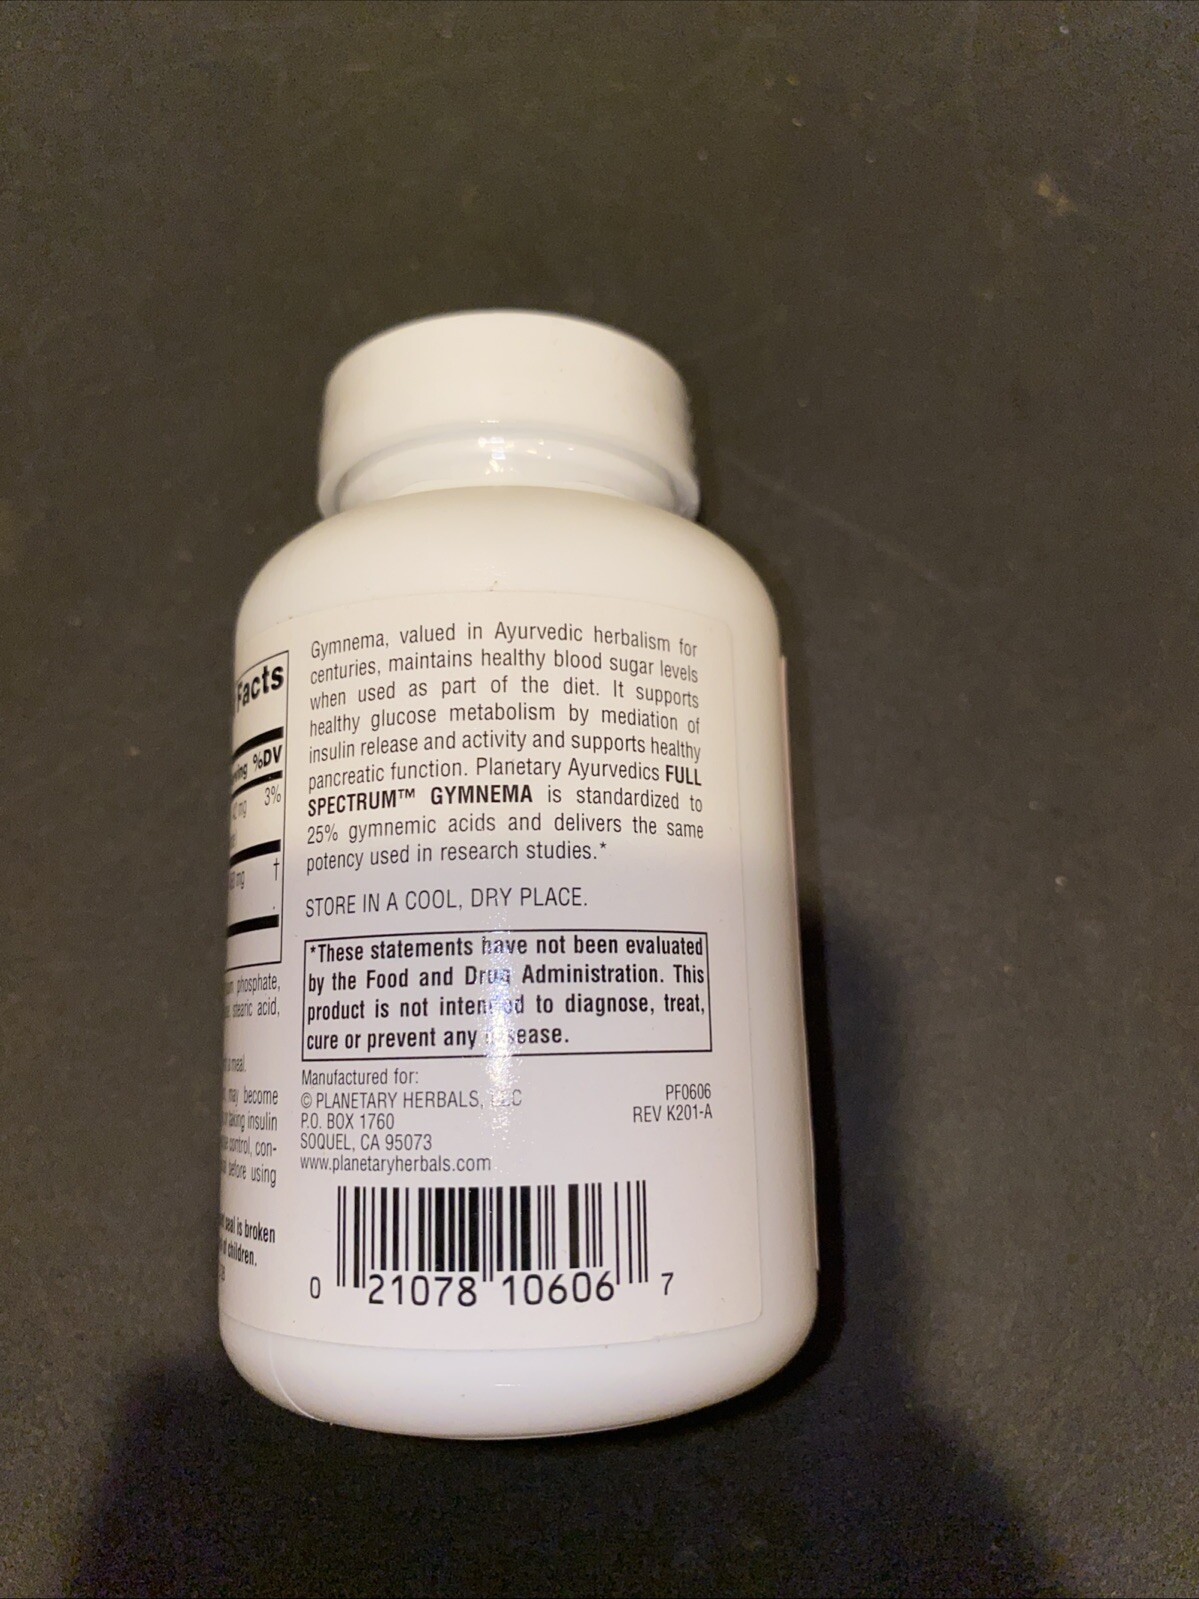 Facts
%DV
mg 3%
mg †
phosphate,
stearic acid,
meal.
may become
taking insulin
control, con-
before using
seal is broken
children.
Gymnema, valued in Ayurvedic herbalism for
centuries, maintains healthy blood sugar levels
when used as part of the diet. It supports
healthy glucose metabolism by mediation of
insulin release and activity and supports healthy
pancreatic function. Planetary Ayurvedics FULL
SPECTRUM™ GYMNEMA is standardized to
25% gymnemic acids and delivers the same
potency used in research studies.*
STORE IN A COOL, DRY PLACE.
*These statements have not been evaluated
by the Food and Drug Administration. This
product is not intended to diagnose, treat,
cure or prevent any disease.
Manufactured for:
© PLANETARY HERBALS, LLC
P.O. BOX 1760
SOQUEL, CA 95073
www.planetaryherbals.com
PF0606
REV K201-A
0 21078 10606 7